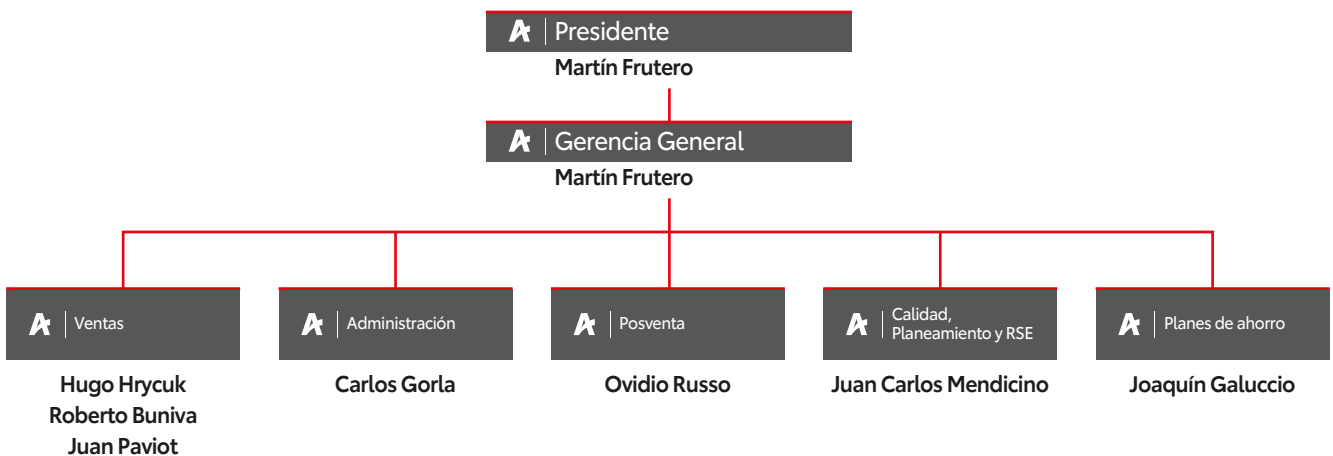 Presidente
Martín Frutero
Gerencia General
Martín Frutero
Ventas
Hugo Hrycuk
Roberto Buniva
Juan Paviot
Administración
Carlos Gorla
Posventa
Ovidio Russo
Calidad,
Planeamiento y RSE
Juan Carlos Mendicino
Planes de ahorro
Joaquín Galuccio